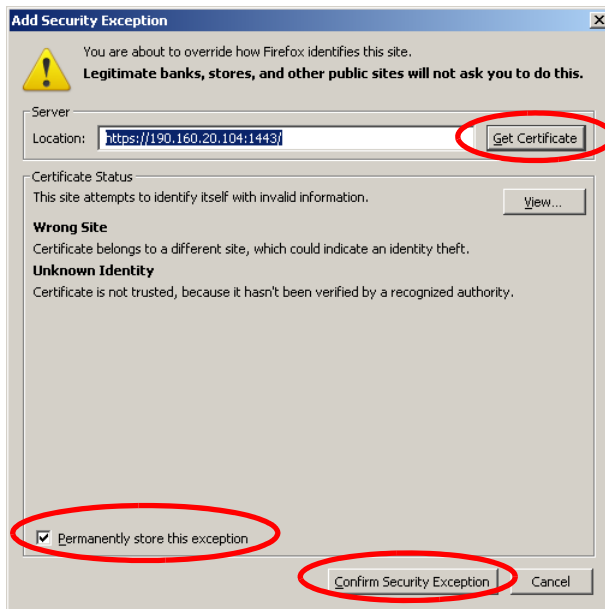 Add Security Exception
You are about to override how Firefox identifies this site.
Legitimate banks, stores, and other public sites will not ask you to do this.
Server
Location: https://190.160.20.104:1443/ Get Certificate
Certificate Status
This site attempts to identify itself with invalid information. View...
Wrong Site
Certificate belongs to a different site, which could indicate an identity theft.
Unknown Identity
Certificate is not trusted, because it hasn't been verified by a recognized authority.
Permanently store this exception
Confirm Security Exception Cancel